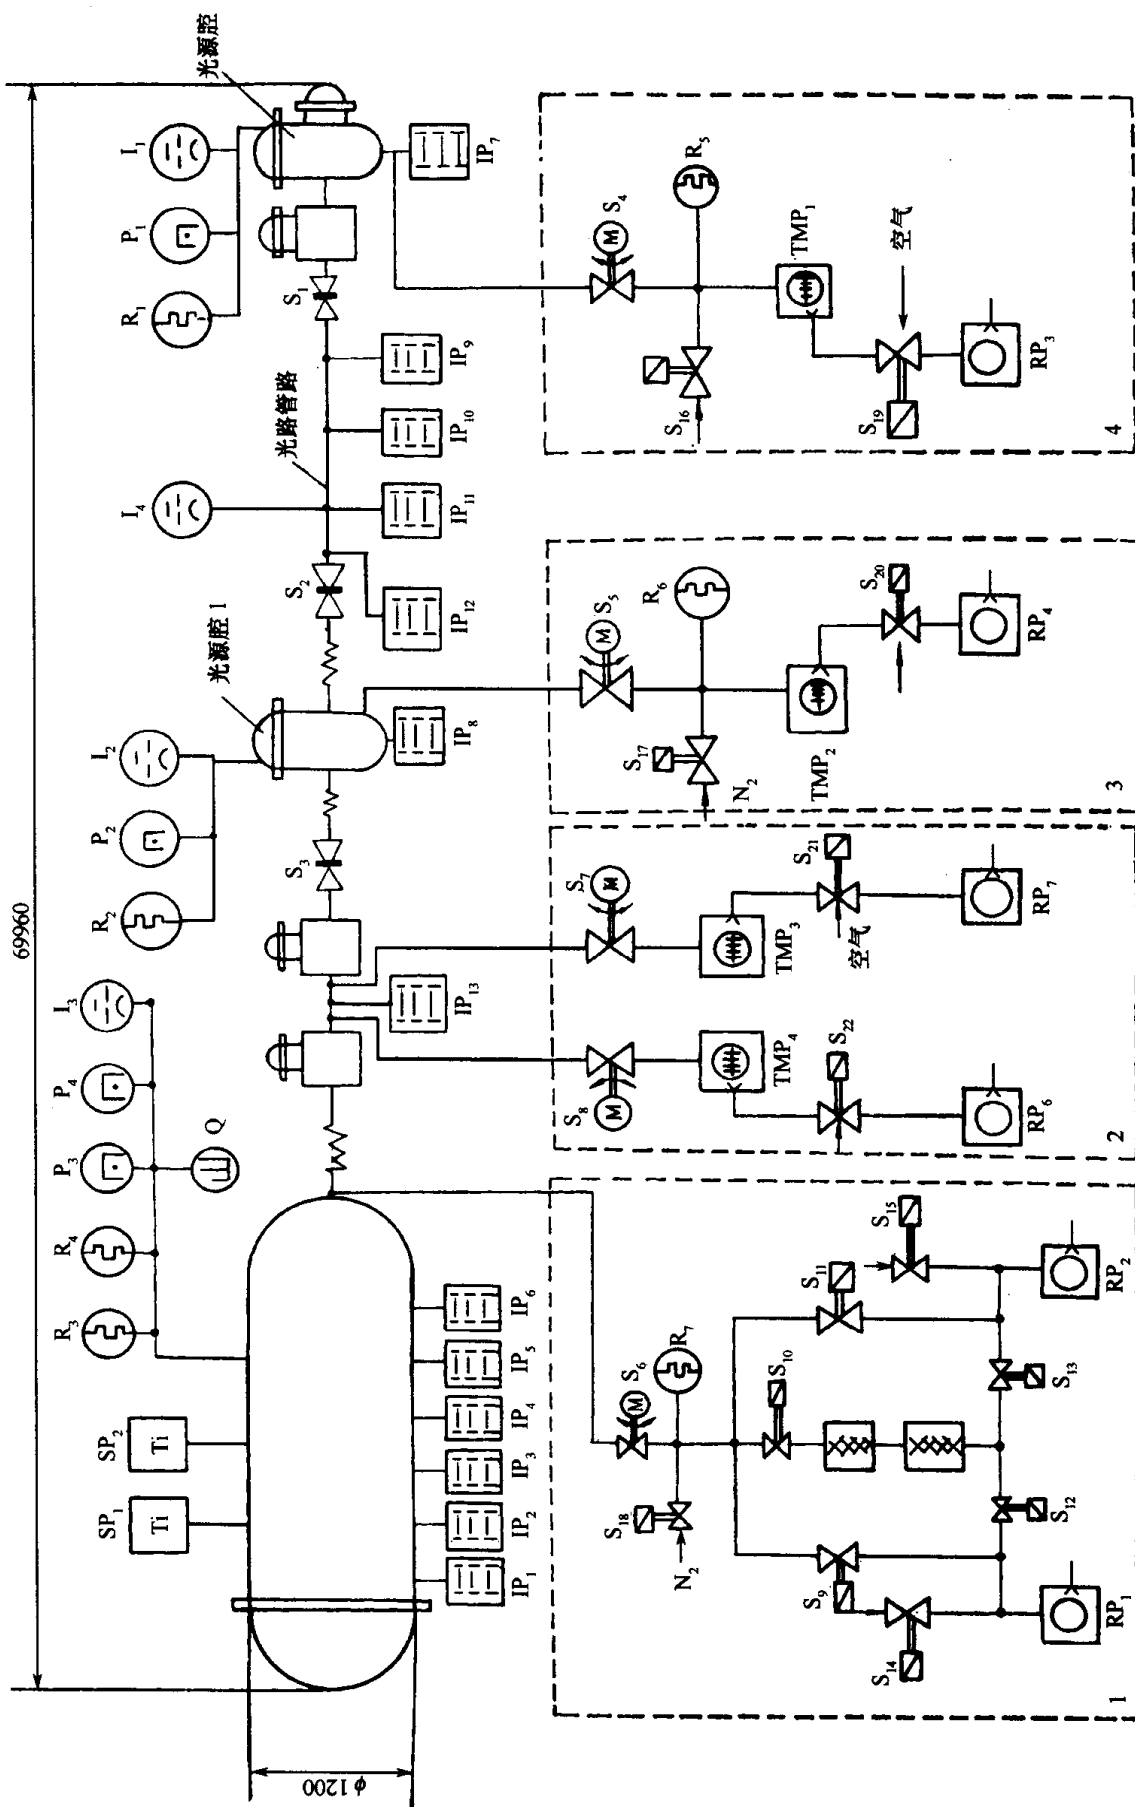 69960
φ1200
SP₁
SP₂
R₃
R₄
P₃
P₄
I₃
Q
R₂
P₂
I₂
I₄
R₁
P₁
I₁
Ti
Ti
光源腔 1
光路管路
光源腔
S₃
S₂
S₁
IP₁
IP₂
IP₃
IP₄
IP₅
IP₆
IP₁₃
IP₈
IP₁₂
IP₁₁
IP₁₀
IP₉
IP₇
S₁₈
N₂
S₆
M
R₇
S₉
S₁₀
S₁₁
S₁₄
S₁₂
S₁₃
S₁₅
RP₁
RP₂
1
S₈
M
S₇
M
TMP₄
TMP₃
S₂₂
空气
S₂₁
RP₆
RP₇
2
S₁₇
N₂
S₅
M
R₆
TMP₂
S₂₀
RP₄
3
S₁₆
S₄
M
R₅
TMP₁
S₁₉
空气
RP₃
4